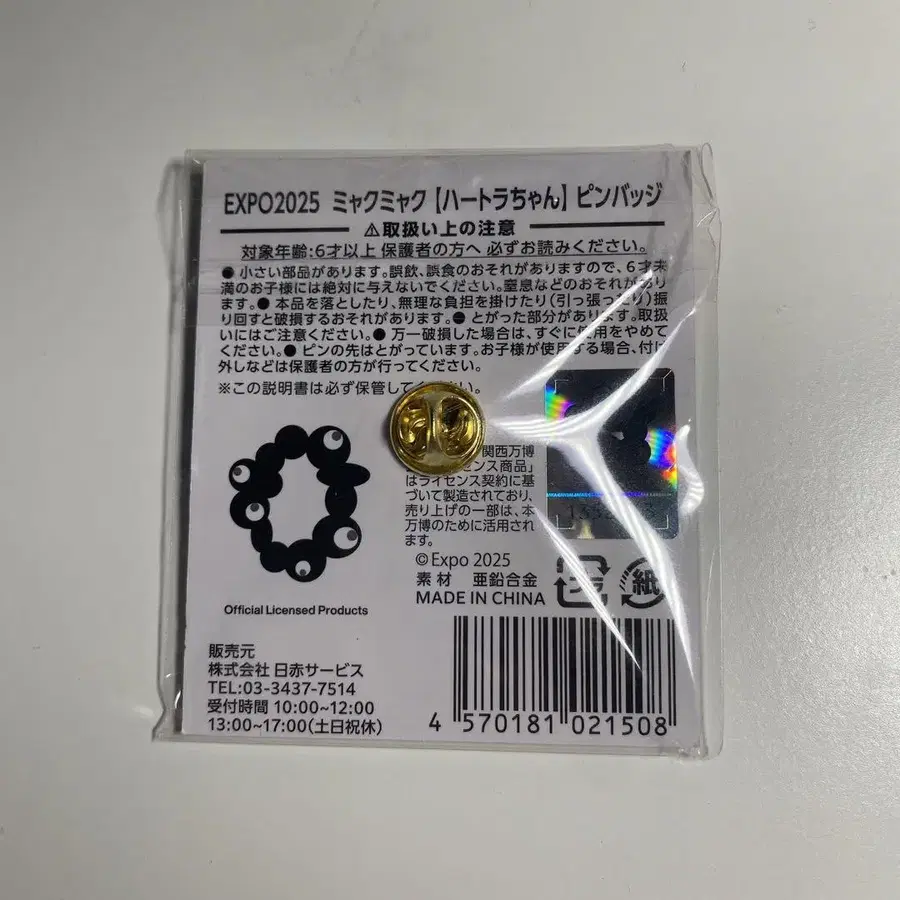 EXPO2025 ミャクミャク【ハートラちゃん】ピンバッジ
⚠取扱い上の注意
対象年齢:6才以上 保護者の方へ 必ずお読みください。
● 小さい部品があります。誤飲、誤食のおそれがありますので、6才未
満のお子様には絶対に与えないでください。窒息などのおそれがあり
ます。● 本品を落としたり、無理な負担を掛けたり(引っ張ったり)振
り回すと破損するおそれがあります。● とがった部分があります。取扱
いにはご注意ください。● 万一破損した場合は、すぐに使用をやめて
ください。● ピンの先はとがっています。お子様が使用する場合、付け
外しなどは保護者の方が行ってください。
※この説明書は必ず保管してください。
関西万博
センス商品」
はライセンス契約に基
づいて製造されており、
売り上げの一部は、本
万博のために活用されま
す。
©Expo 2025
素材 亜鉛合金
MADE IN CHINA
紙
Official Licensed Products
販売元
株式会社 日赤サービス
TEL:03-3437-7514
受付時間 10:00~12:00
13:00~17:00(土日祝休)
4 570181 021508